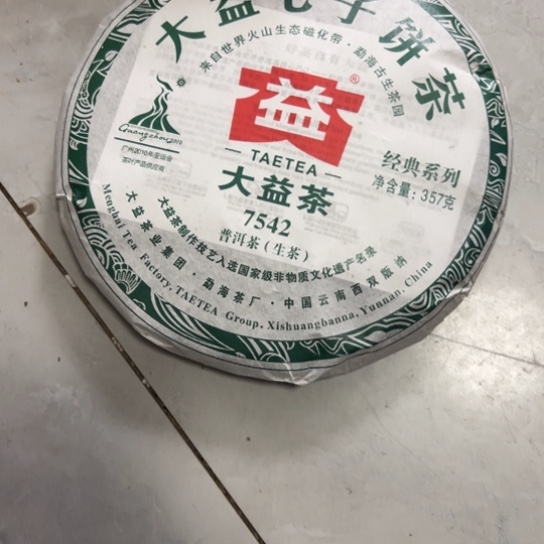 大益七子饼茶
来自世界火山生态磁化带·勐海古生茶园
益
®
TAETEA
大益茶
7542
普洱茶（生茶）
Guangzhou2010
广州2010年亚运会
茶叶产品供应商
经典系列
净含量：357克
大益茶制作技艺入选国家级非物质文化遗产名录
大益茶业集团·勐海茶厂·中国云南西双版纳
Menghai Tea Factory, TAETEA Group. Xishuangbanna, Yunnan, China